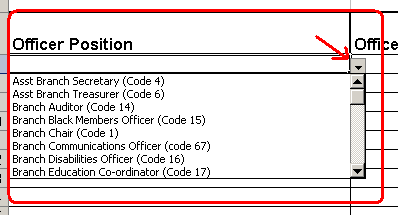 Officer Position Office
Asst Branch Secretary (Code 4)
Asst Branch Treasurer (Code 6)
Branch Auditor (Code 14)
Branch Black Members Officer (Code 15)
Branch Chair (Code 1)
Branch Communications Officer (code 67)
Branch Disabilities Officer (Code 16)
Branch Education Co-ordinator (Code 17)